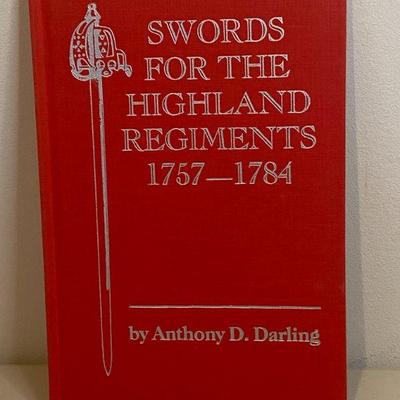 SWORDS
FOR THE
HIGHLAND
REGIMENTS
1757—1784
by Anthony D. Darling